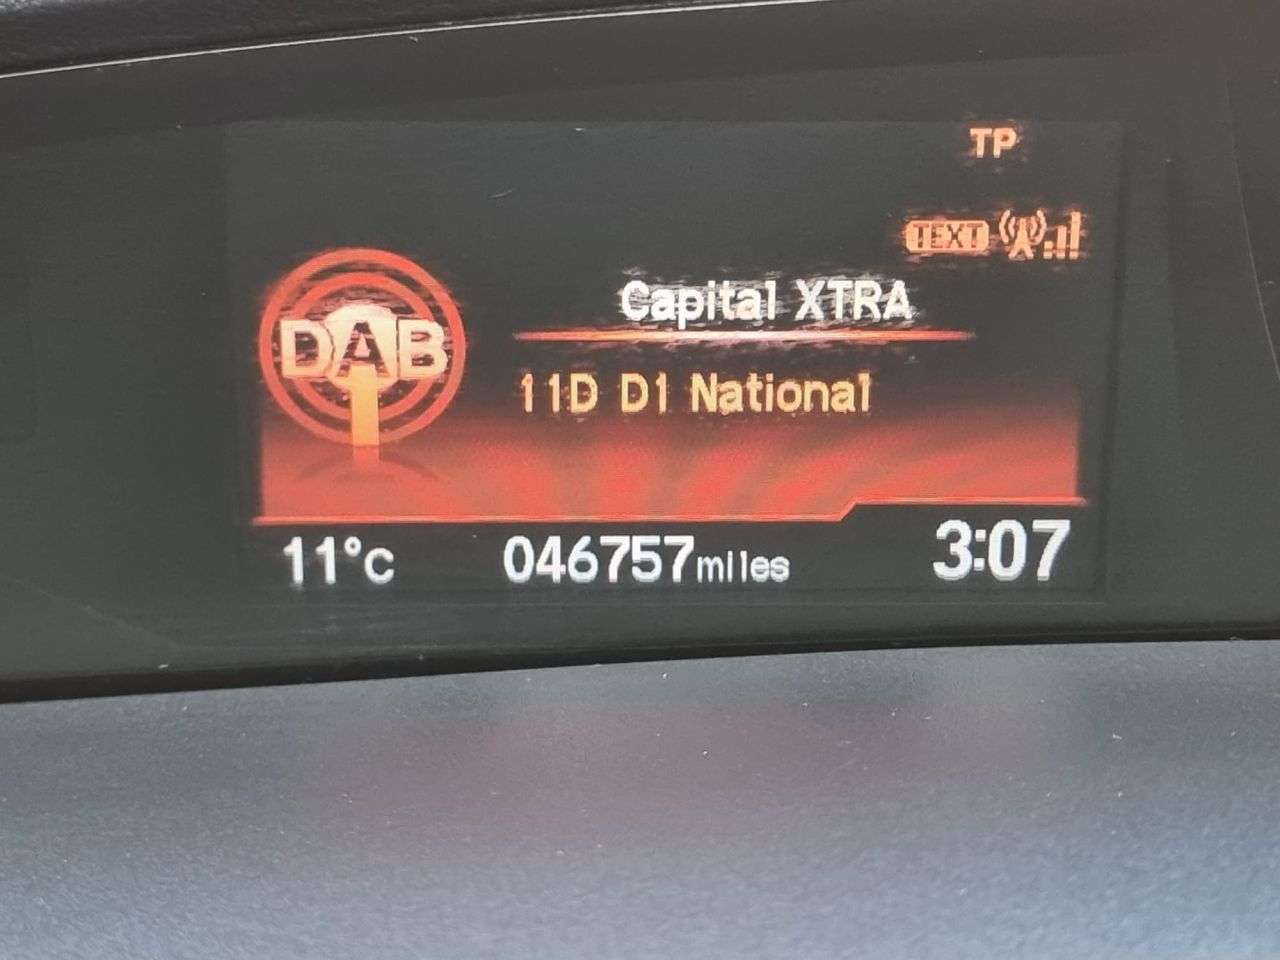 TP
TEXT
Capital XTRA
DAB
11D D1 National
11°C 046757miles 3:07